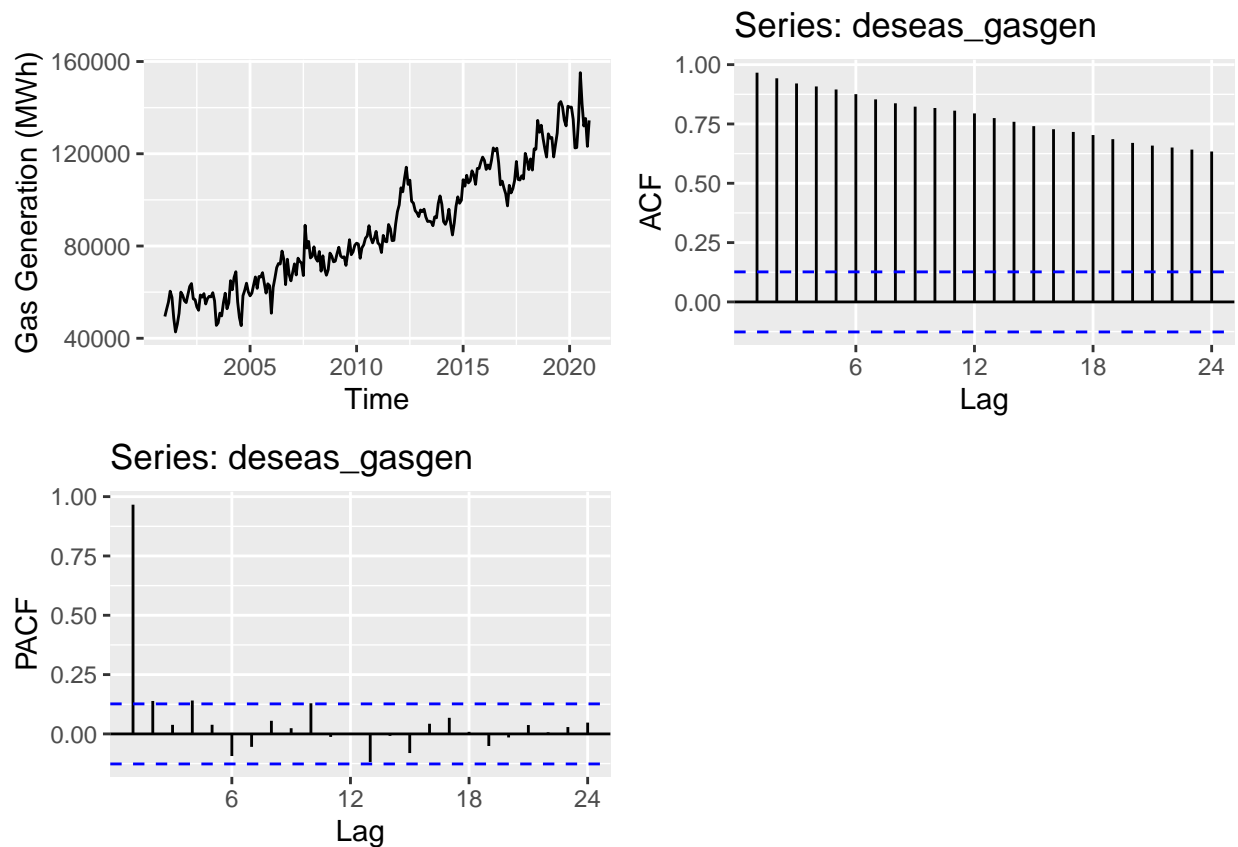 Gas Generation (MWh)
160000
120000
80000
40000
2005 2010 2015 2020
Time
Series: deseas_gasgen
ACF
1.00
0.75
0.50
0.25
0.00
6 12 18 24
Lag
Series: deseas_gasgen
PACF
1.00
0.75
0.50
0.25
0.00
6 12 18 24
Lag